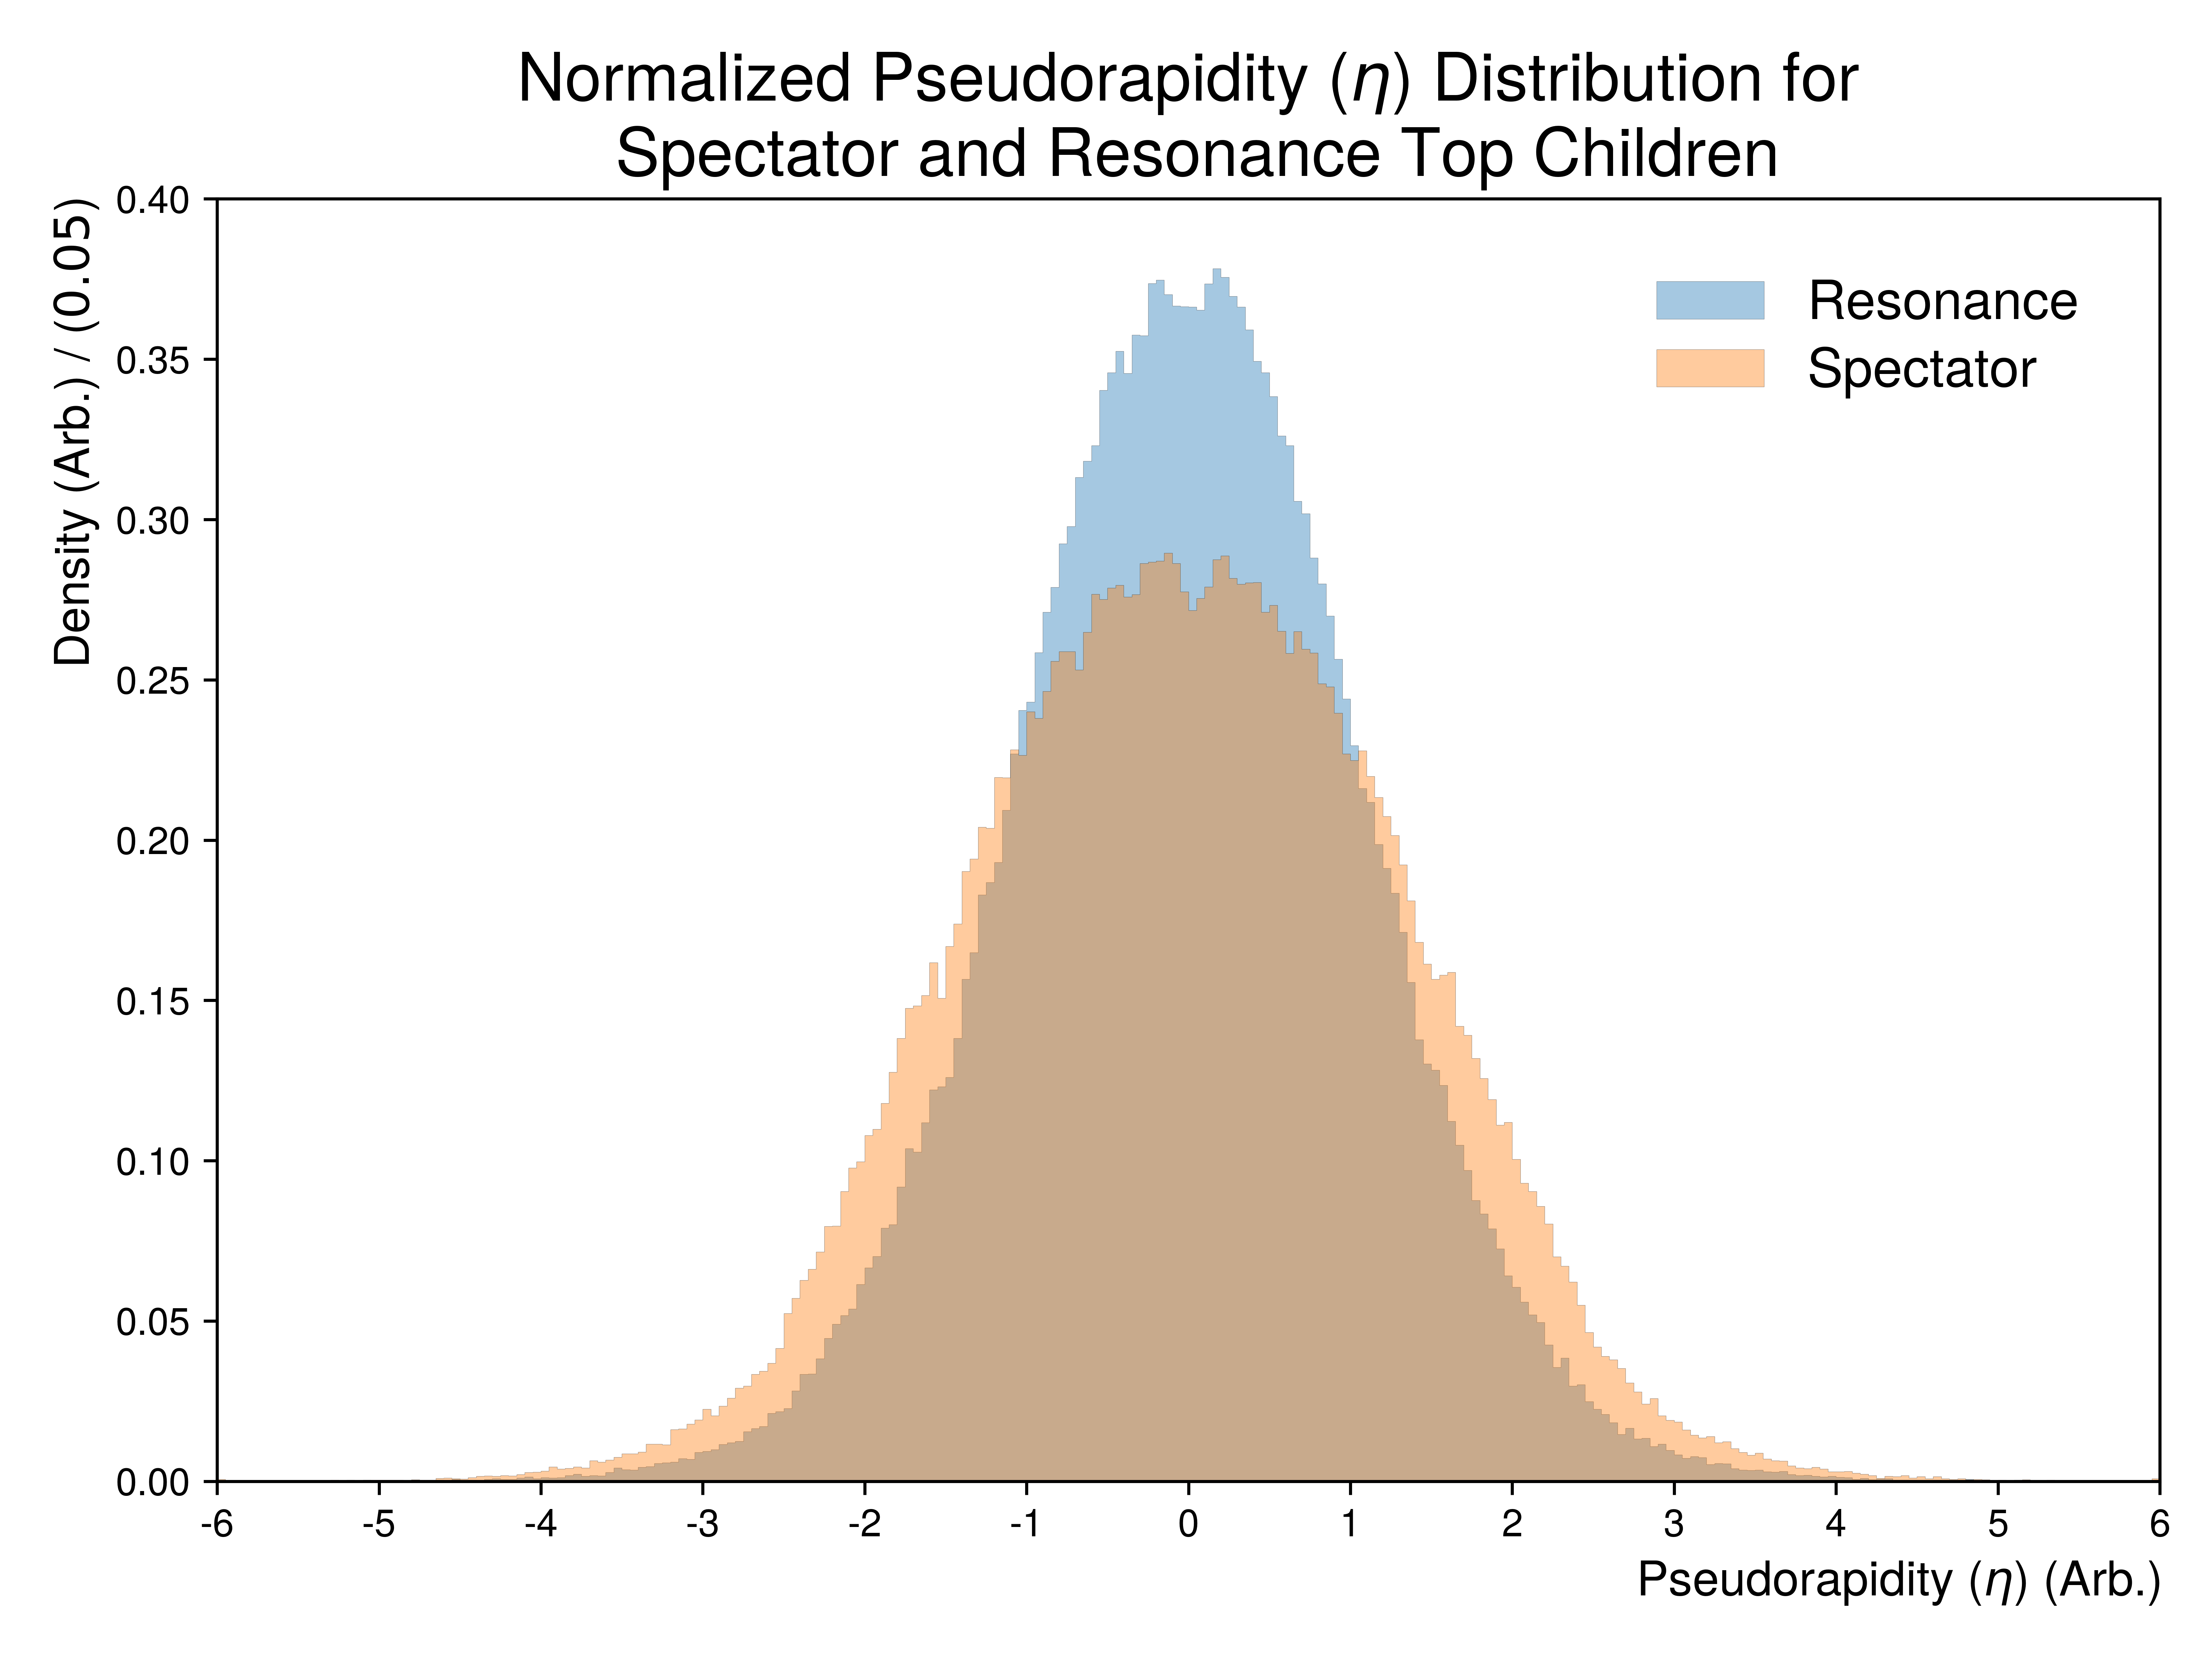 Normalized Pseudorapidity (η) Distribution for
Spectator and Resonance Top Children
Density (Arb.) / (0.05)
0.40
0.35
0.30
0.25
0.20
0.15
0.10
0.05
0.00
Resonance
Spectator
-6 -5 -4 -3 -2 -1 0 1 2 3 4 5 6
Pseudorapidity (η) (Arb.)